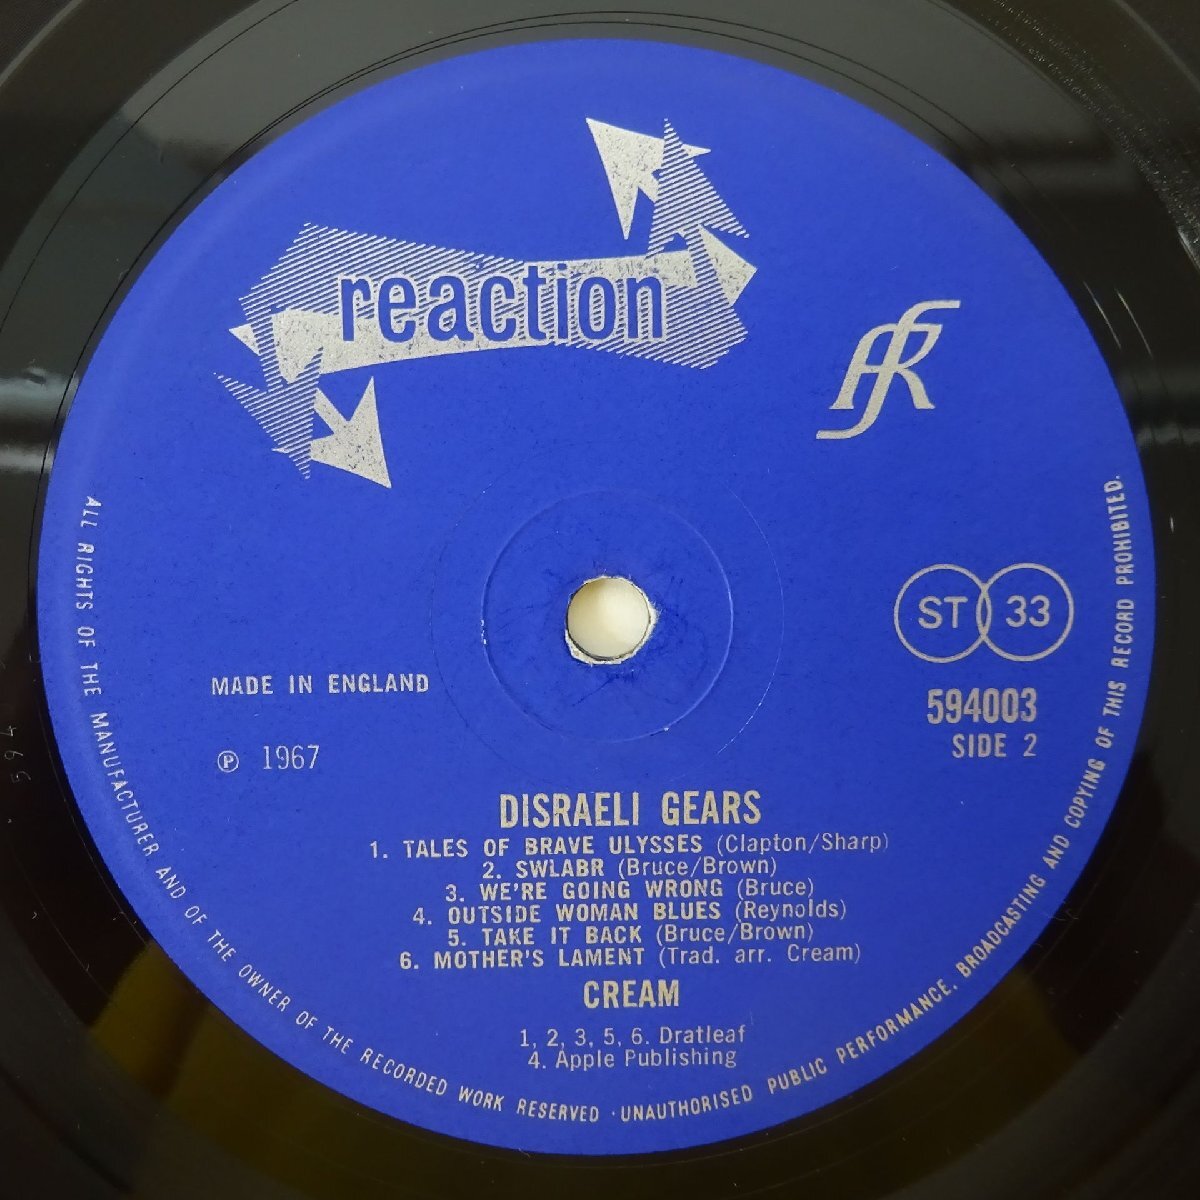 reaction
fR
ST 33
MADE IN ENGLAND
594003
SIDE 2
℗ 1967
DISRAELI GEARS
1. TALES OF BRAVE ULYSSES (Clapton/Sharp)
2. SWLABR (Bruce/Brown)
3. WE'RE GOING WRONG (Bruce)
4. OUTSIDE WOMAN BLUES (Reynolds)
5. TAKE IT BACK (Bruce/Brown)
6. MOTHER'S LAMENT (Trad. arr. Cream)
CREAM
1, 2, 3, 5, 6. Dratleaf
4. Apple Publishing
ALL RIGHTS OF THE MANUFACTURER AND OF THE OWNER OF THE RECORDED WORK RESERVED · UNAUTHORISED PUBLIC PERFORMANCE, BROADCASTING AND COPYING OF THIS RECORD PROHIBITED.